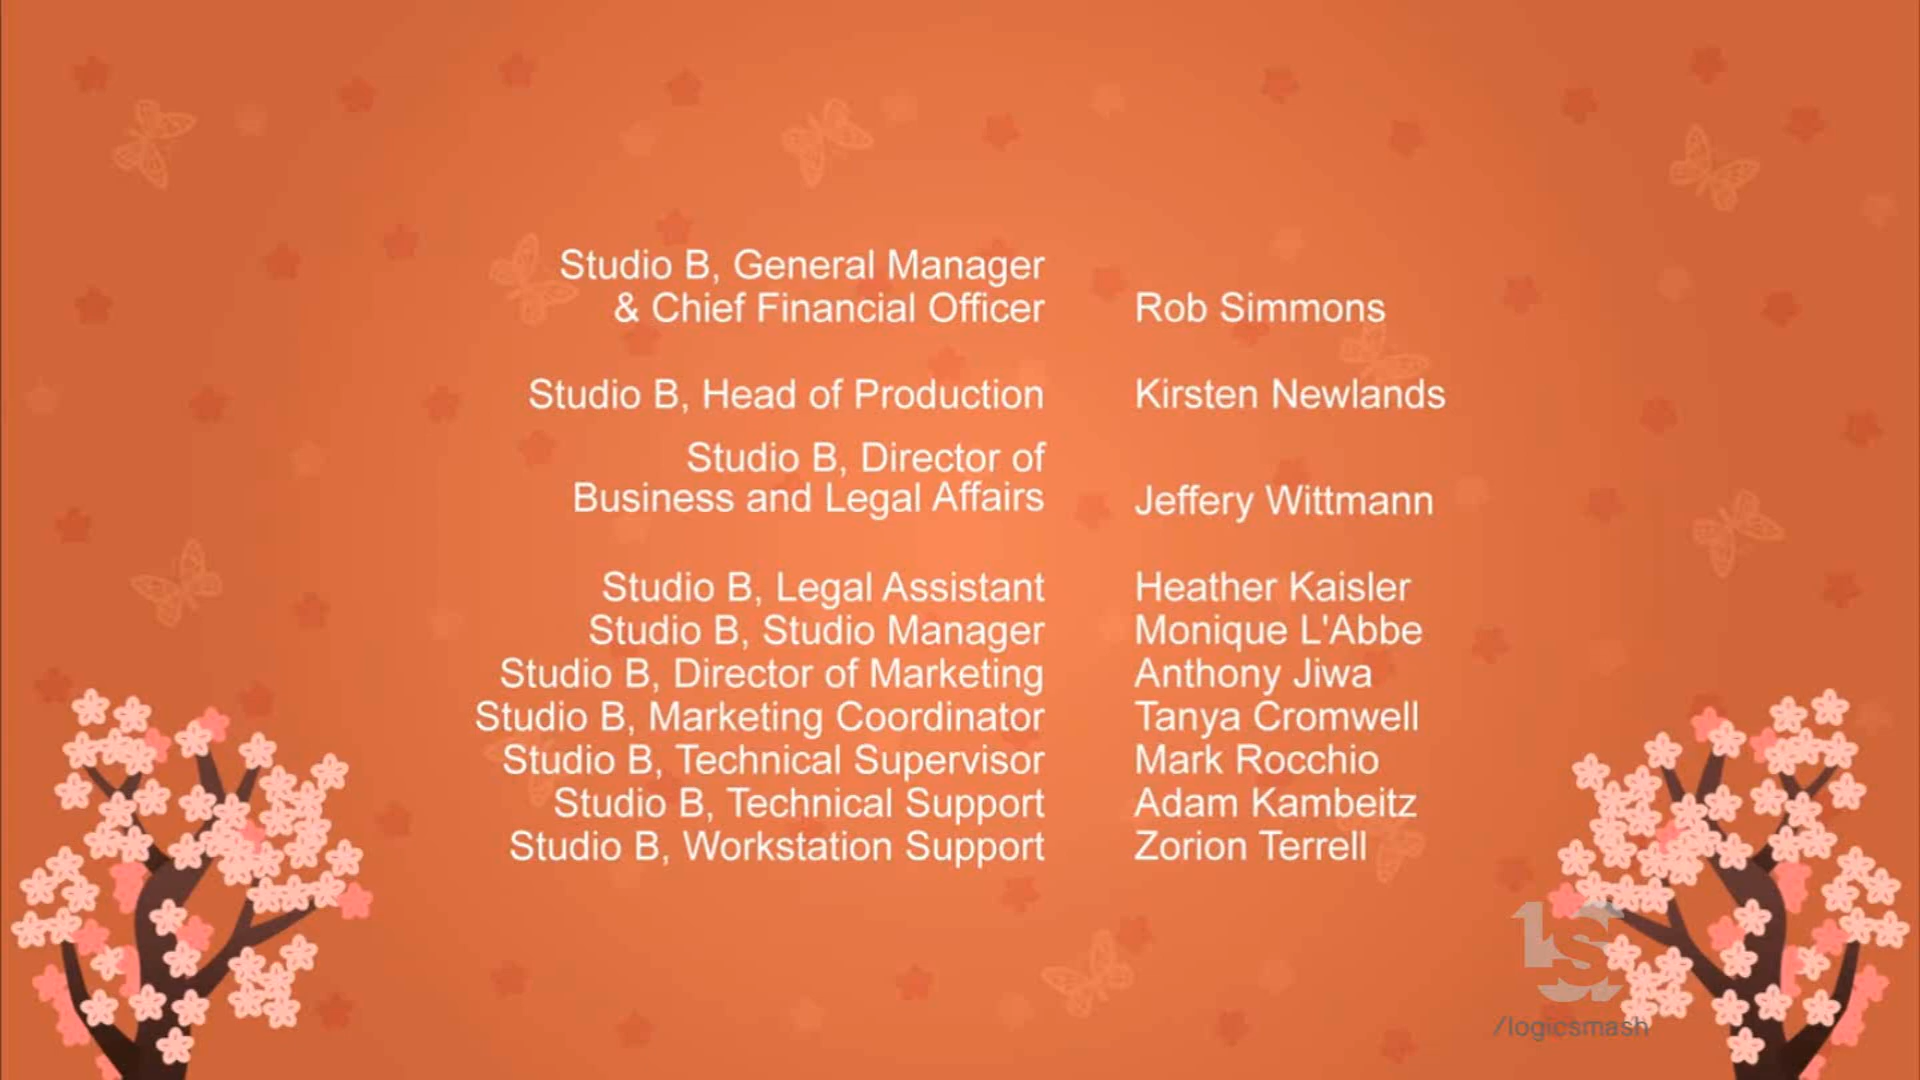 Studio B, General Manager
& Chief Financial Officer Rob Simmons
Studio B, Head of Production Kirsten Newlands
Studio B, Director of
Business and Legal Affairs Jeffery Wittmann
Studio B, Legal Assistant Heather Kaisler
Studio B, Studio Manager Monique L'Abbe
Studio B, Director of Marketing Anthony Jiwa
Studio B, Marketing Coordinator Tanya Cromwell
Studio B, Technical Supervisor Mark Rocchio
Studio B, Technical Support Adam Kambeitz
Studio B, Workstation Support Zorion Terrell
1S
/logicsmash